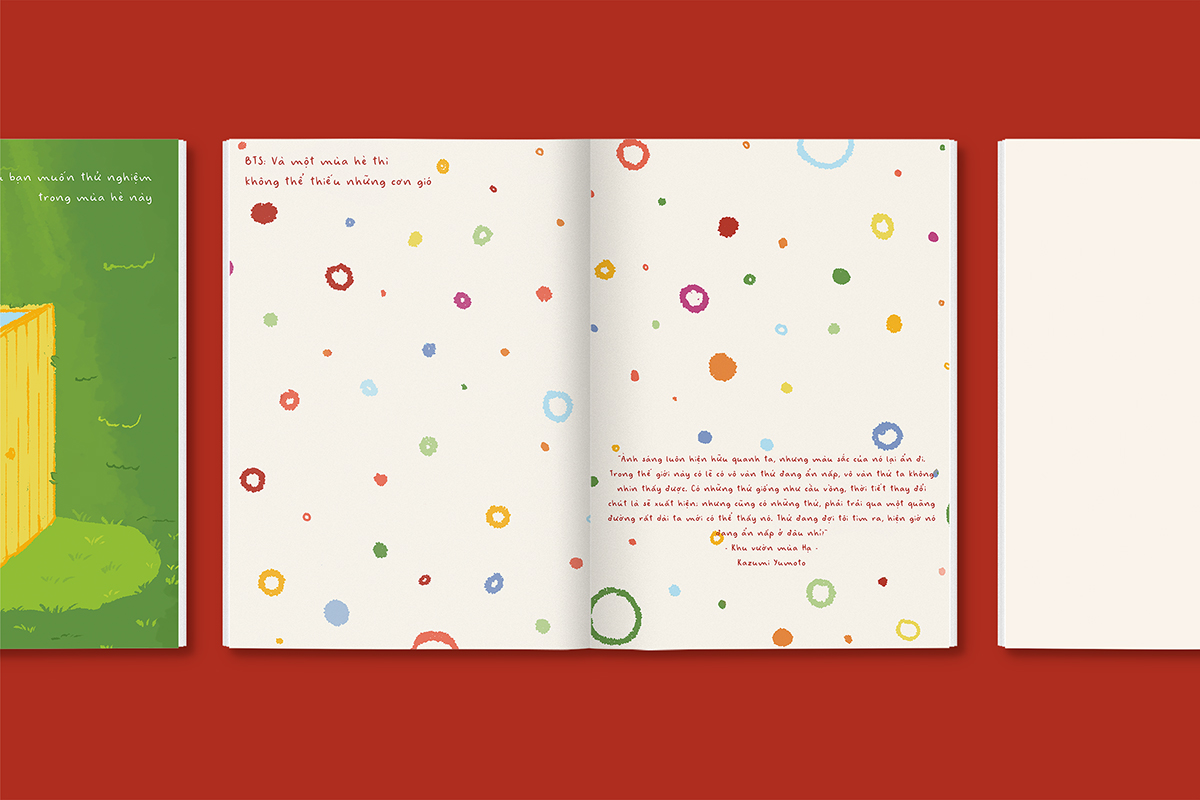 bạn muốn thử nghiệm
trong mùa hè này
BTS: Và một mùa hè thì
không thể thiếu những cơn gió
"Ánh sáng luôn hiện hữu quanh ta, nhưng màu sắc của nó lại ẩn đi.
Trong thế giới này có lẽ có vô vàn thứ đang ẩn nấp, vô vàn thứ ta không
nhìn thấy được. Có những thứ giống như cầu vồng, thời tiết thay đổi
chút là sẽ xuất hiện; nhưng cũng có những thứ, phải trải qua một quãng
đường rất dài ta mới có thể thấy nó. Thứ đang đợi tôi tìm ra, hiện giờ nó
đang ẩn nấp ở đâu nhỉ?"
- Khu vườn mùa Hạ -
Kazumi Yumoto